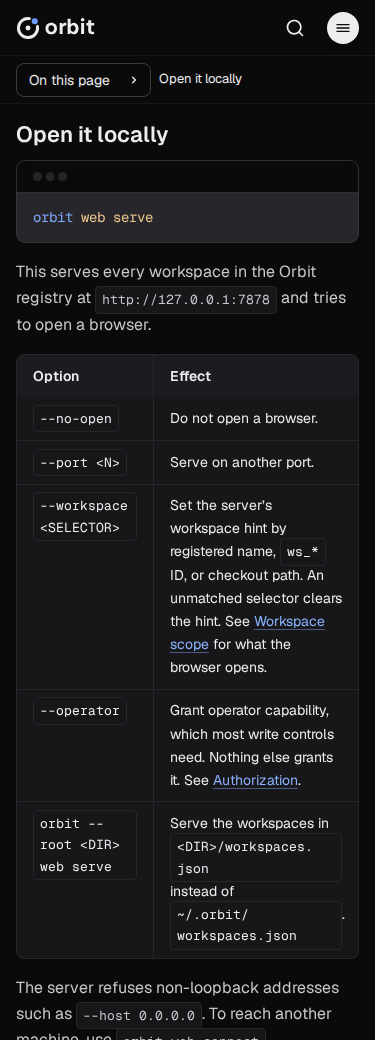 orbit
On this page
Open it locally
Open it locally
orbit web serve
This serves every workspace in the Orbit
registry at http://127.0.0.1:7878 and tries
to open a browser.
Option Effect
--no-open Do not open a browser.
--port <N> Serve on another port.
--workspace
<SELECTOR>
Set the server's
workspace hint by
registered name, ws_*
ID, or checkout path. An
unmatched selector clears
the hint. See Workspace
scope for what the
browser opens.
--operator
Grant operator capability,
which most write controls
need. Nothing else grants
it. See Authorization.
orbit --
root <DIR>
web serve
Serve the workspaces in
<DIR>/workspaces.
json
instead of
~/.orbit/
workspaces.json.
The server refuses non-loopback addresses
such as --host 0.0.0.0. To reach another
machine, use orbit web connect